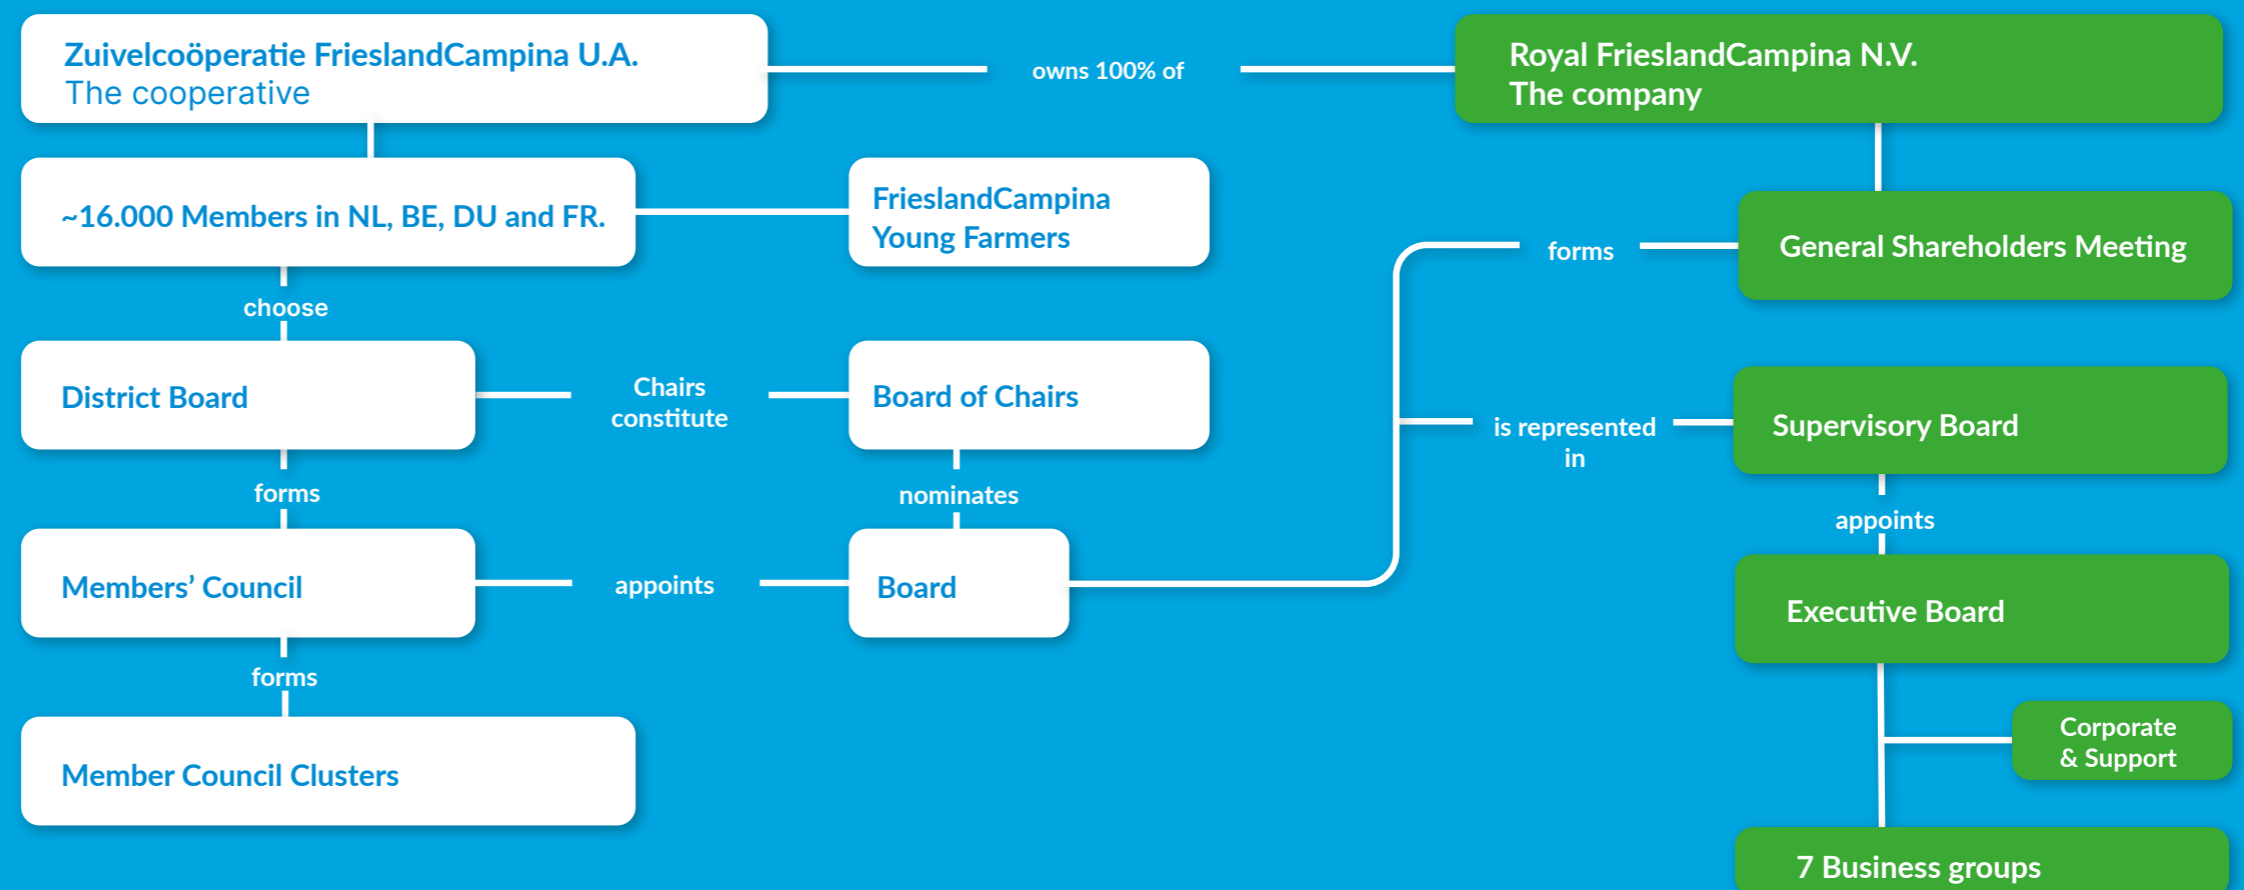 Zuivelcoöperatie FrieslandCampina U.A.
The cooperative
owns 100% of
Royal FrieslandCampina N.V.
The company
~16.000 Members in NL, BE, DU and FR.
FrieslandCampina
Young Farmers
forms
General Shareholders Meeting
choose
District Board
Chairs
constitute
Board of Chairs
is represented
in
Supervisory Board
forms
nominates
appoints
Members’ Council
appoints
Board
Executive Board
forms
Corporate
& Support
Member Council Clusters
7 Business groups